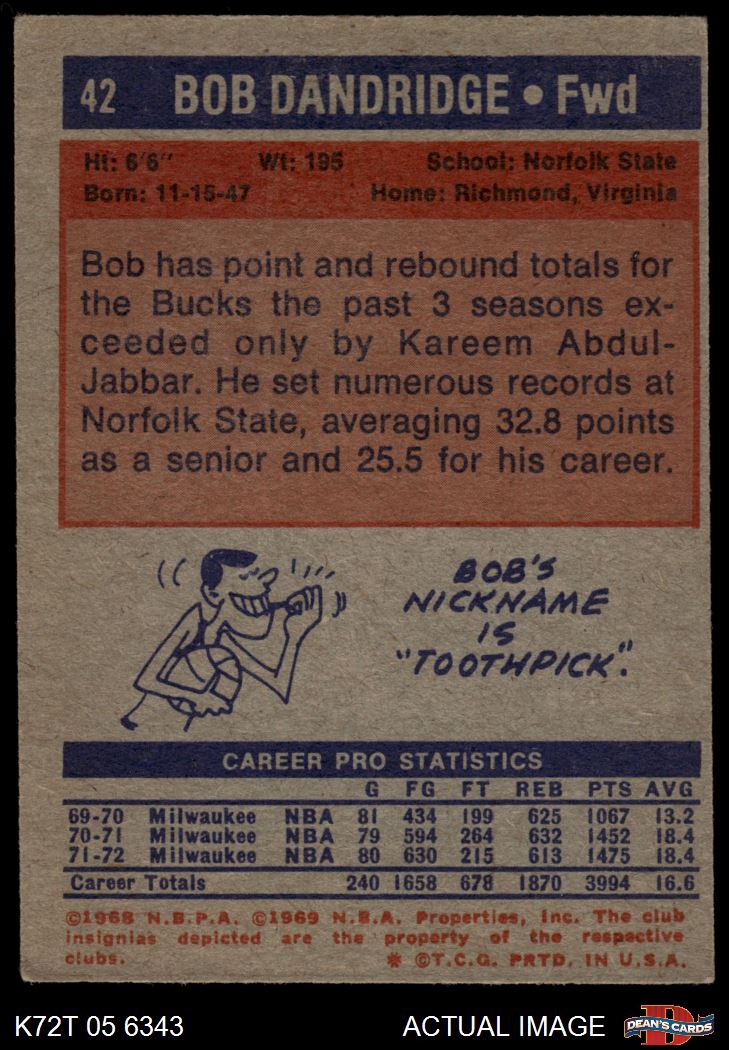 42 BOB DANDRIDGE • Fwd
Ht: 6'6" Wt: 195 School: Norfolk State
Born: 11-15-47 Home: Richmond, Virginia
Bob has point and rebound totals for
the Bucks the past 3 seasons ex-
ceeded only by Kareem Abdul-
Jabbar. He set numerous records at
Norfolk State, averaging 32.8 points
as a senior and 25.5 for his career.
BOB'S
NICKNAME
IS
"TOOTHPICK".
CAREER PRO STATISTICS
G FG FT REB PTS AVG
69-70 Milwaukee NBA 81 434 199 625 1067 13.2
70-71 Milwaukee NBA 79 594 264 632 1452 18.4
71-72 Milwaukee NBA 80 630 215 613 1475 18.4
Career Totals 240 1658 678 1870 3994 16.6
©1968 N.B.P.A. ©1969 N.B.A. Properties, Inc. The club
insignias depicted are the property of the respective
clubs. * ©T.C.G. PRTD. IN U.S.A.
K72T 05 6343 ACTUAL IMAGE D DEAN'S CARDS